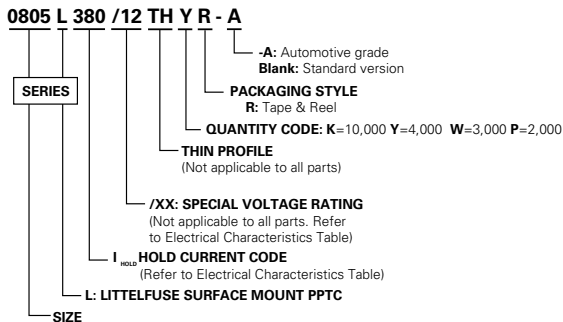 0805 L 380 /12 TH Y R - A
-A: Automotive grade
Blank: Standard version
SERIES
PACKAGING STYLE
R: Tape & Reel
QUANTITY CODE: K=10,000 Y=4,000 W=3,000 P=2,000
THIN PROFILE
(Not applicable to all parts)
/XX: SPECIAL VOLTAGE RATING
(Not applicable to all parts. Refer
to Electrical Characteristics Table)
I HOLD HOLD CURRENT CODE
(Refer to Electrical Characteristics Table)
L: LITTELFUSE SURFACE MOUNT PPTC
SIZE